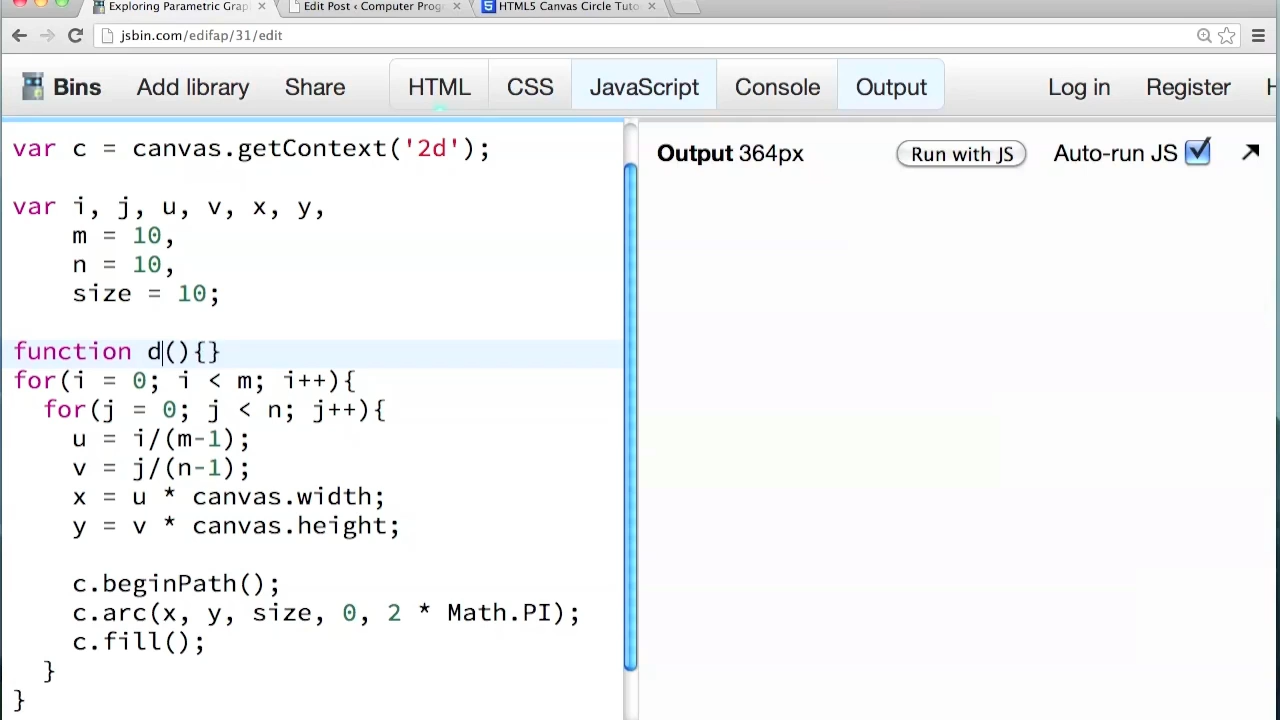 Exploring Parametric Grap
Edit Post ‹ Computer Prog
HTML5 Canvas Circle Tuto
jsbin.com/edifap/31/edit
Bins Add library Share HTML CSS JavaScript Console Output Log in Register H
var c = canvas.getContext('2d');
Output 364px Run with JS Auto-run JS
var i, j, u, v, x, y,
m = 10,
n = 10,
size = 10;
function d(){}
for(i = 0; i < m; i++){
for(j = 0; j < n; j++){
u = i/(m-1);
v = j/(n-1);
x = u * canvas.width;
y = v * canvas.height;
c.beginPath();
c.arc(x, y, size, 0, 2 * Math.PI);
c.fill();
}
}